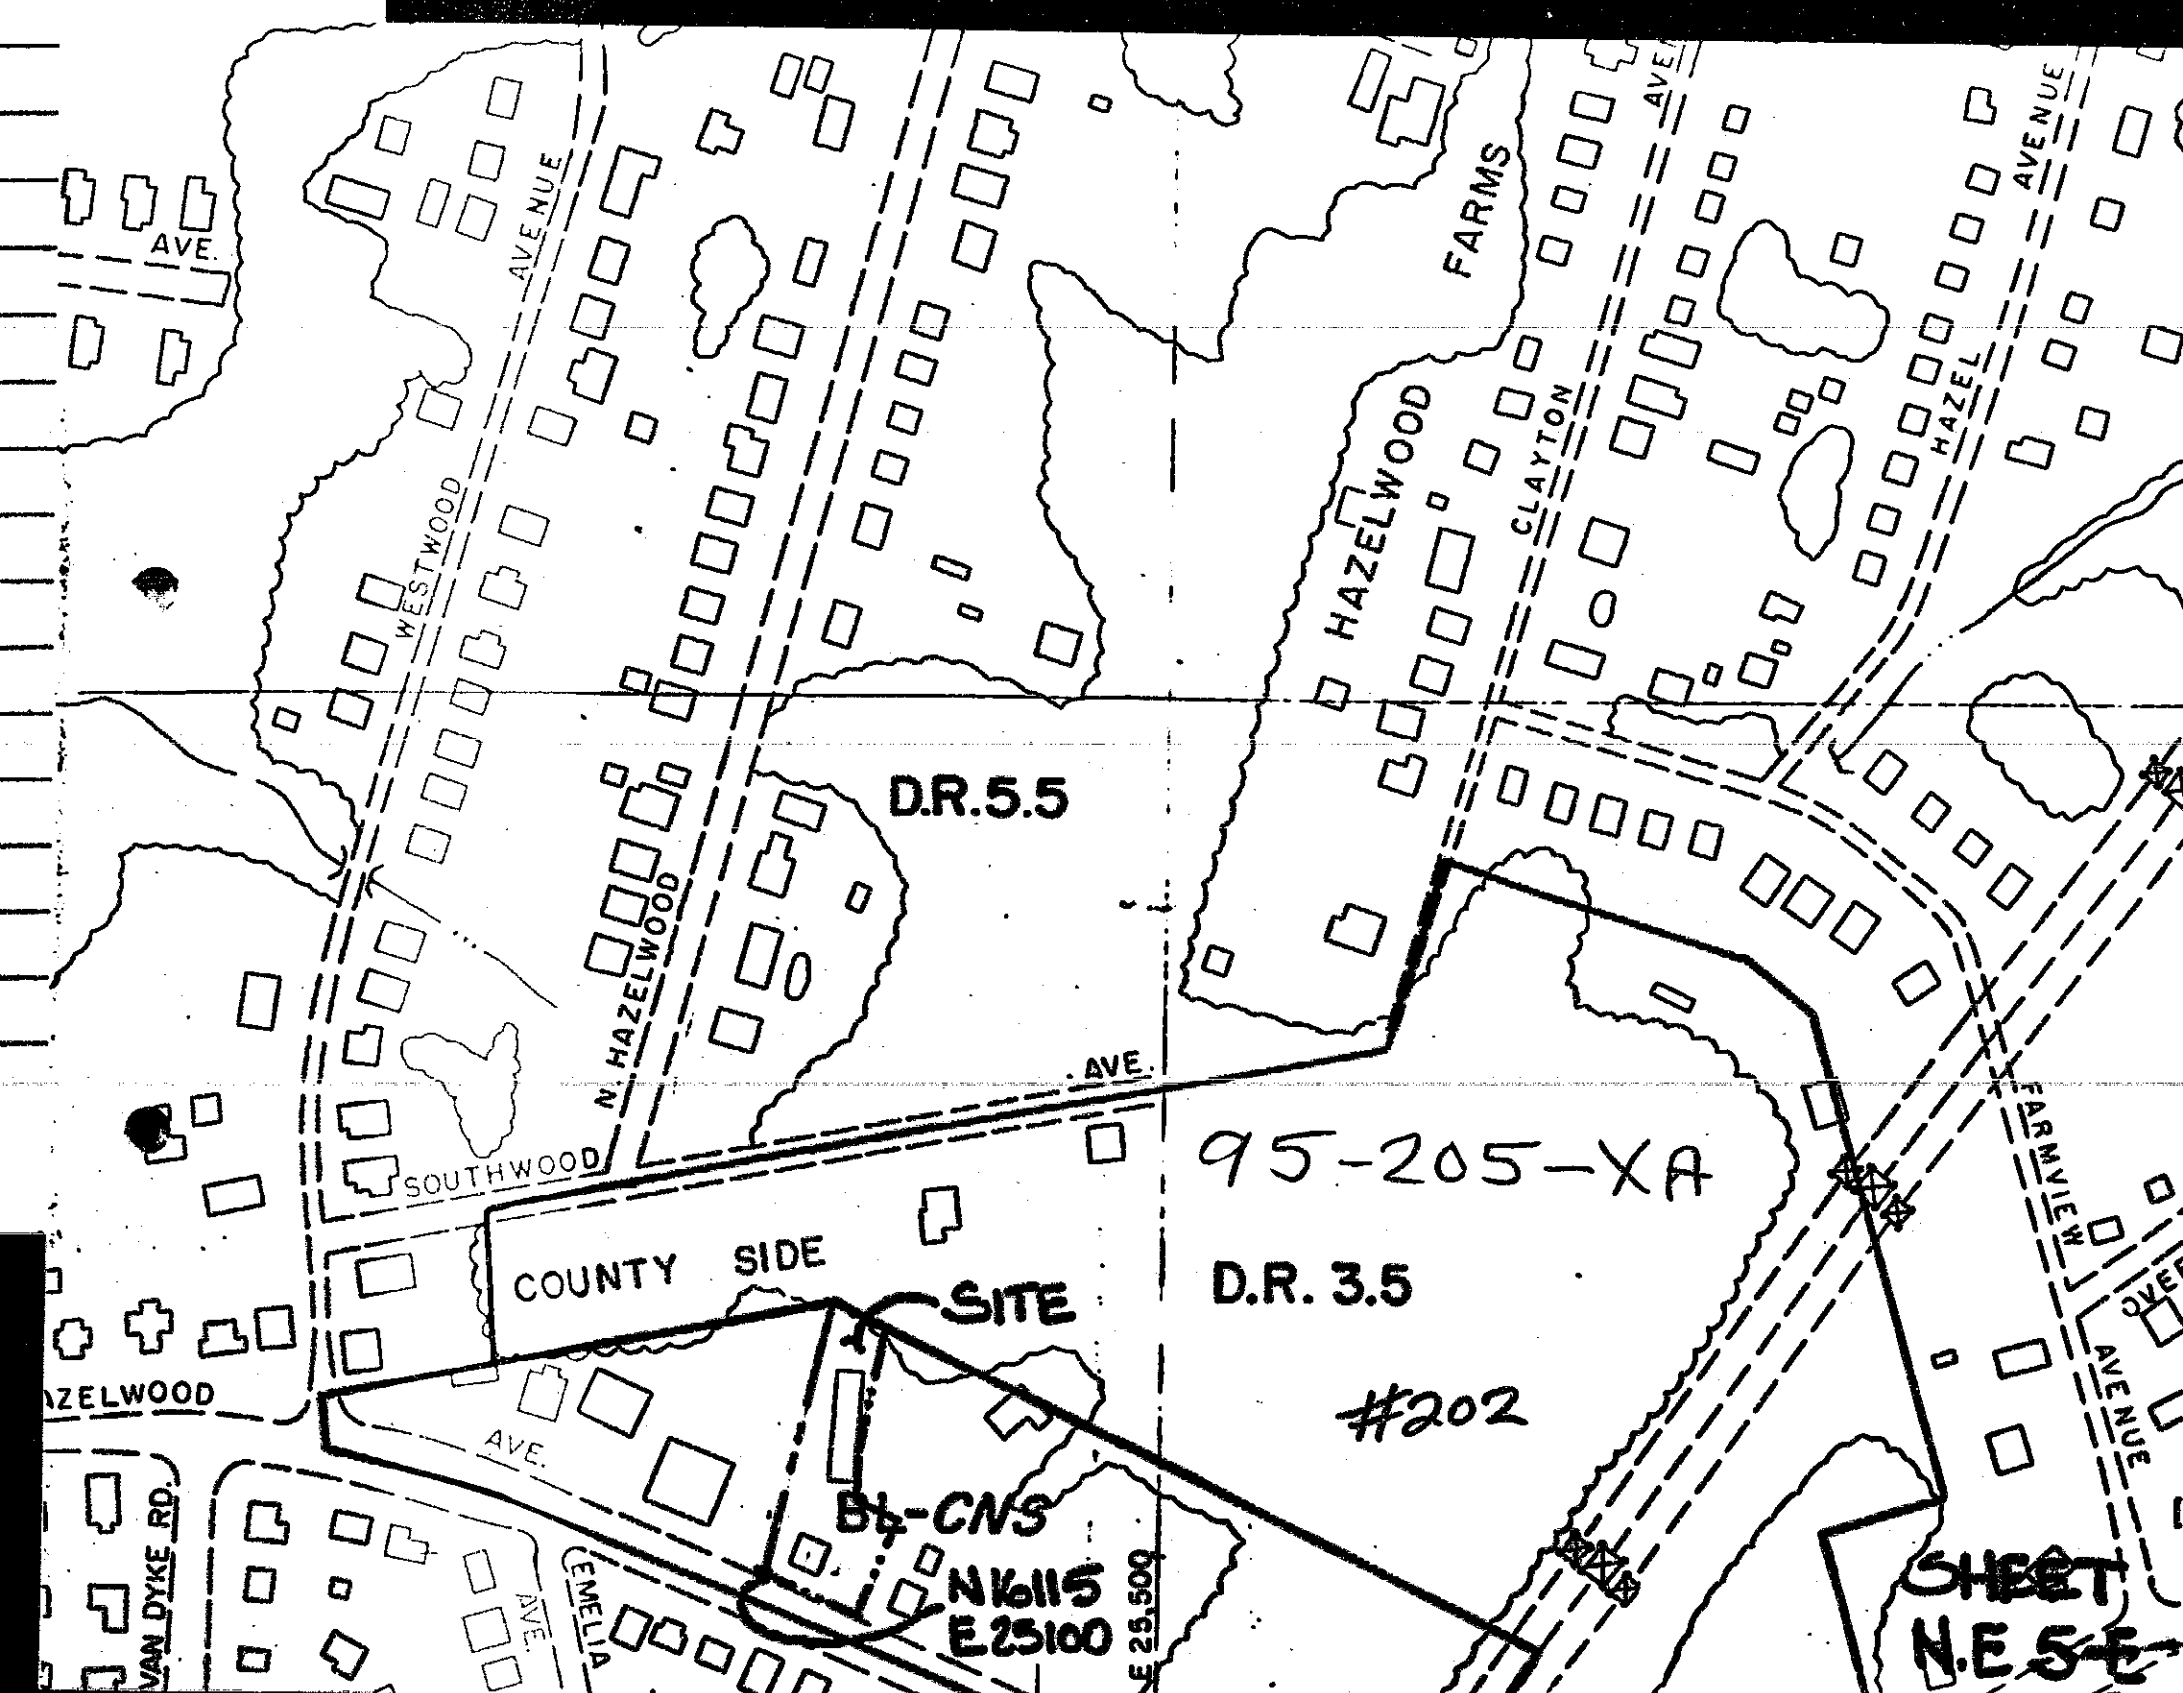 AVE.
AVENUE
WESTWOOD
FARMS
HAZELWOOD
AVE
CLAYTON
AVENUE
HAZEL
D.R.5.5
N. HAZELWOOD
AVE.
SOUTHWOOD
95-205-XA
FARMVIEW
AVENUE
COUNTY SIDE
SITE
D.R. 3.5
#202
AZELWOOD
AVE.
VAN DYKE RD.
BL-CNS
N16115
E25100
E 25,500
AVE.
EMELIA
SHEET
N.E 5-E